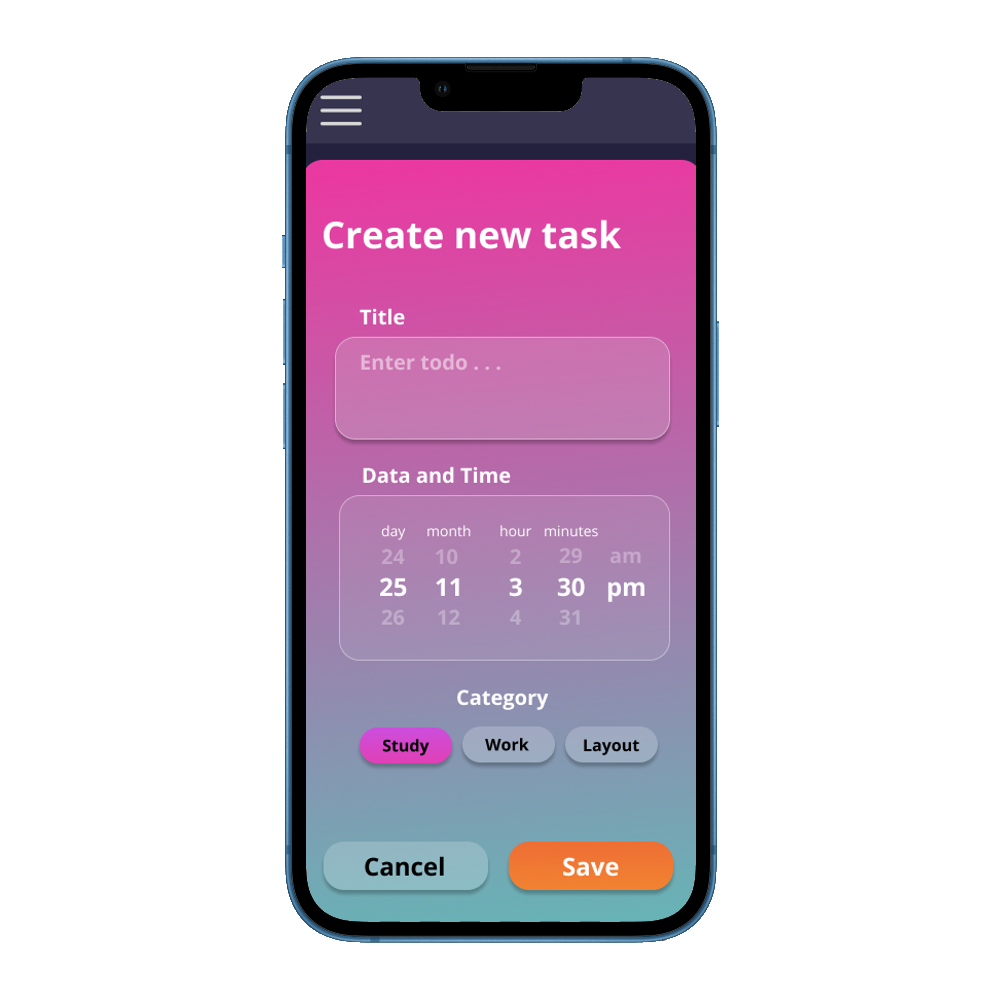 Create new task
Title
Enter todo . . .
Data and Time
day month hour minutes
24 10 2 29 am
25 11 3 30 pm
26 12 4 31
Category
Study Work Layout
Cancel Save